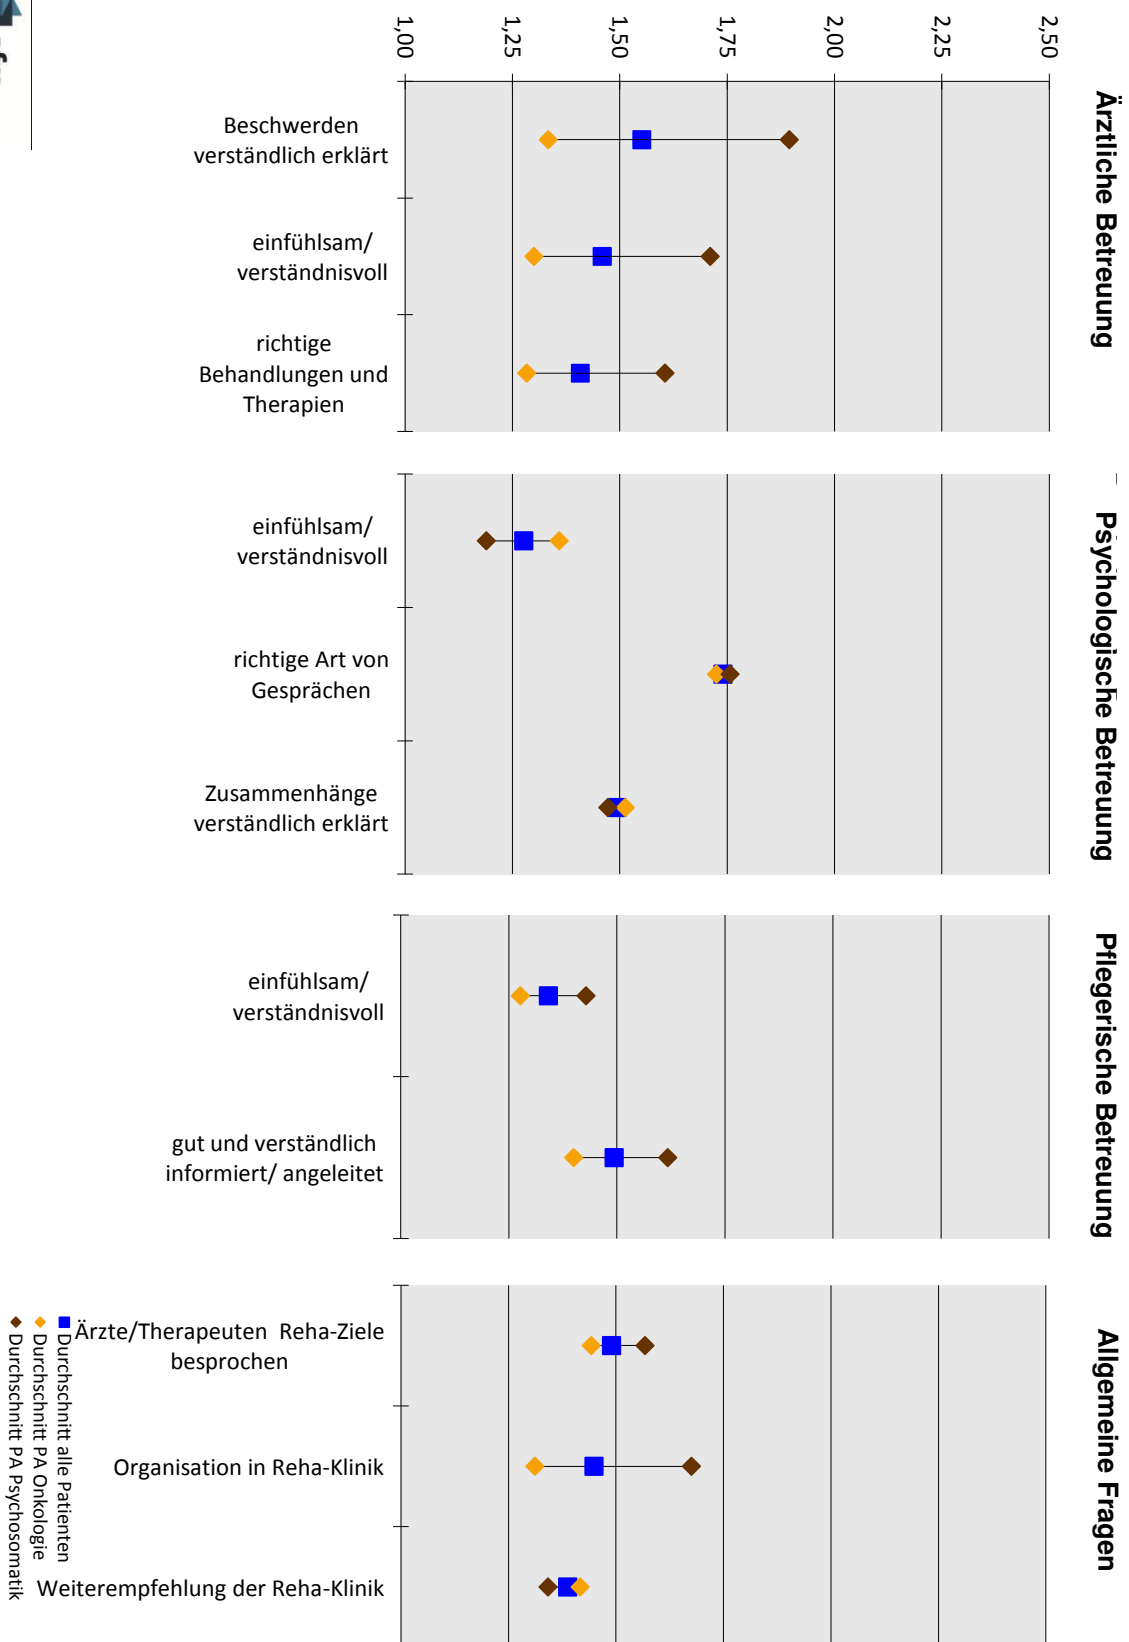 2,50
2,25
2,00
1,75
1,50
1,25
1,00
Ärztliche Betreuung
Beschwerden
verständlich erklärt
einfühlsam/
verständnisvoll
richtige
Behandlungen und
Therapien
Psychologische Betreuung
einfühlsam/
verständnisvoll
richtige Art von
Gesprächen
Zusammenhänge
verständlich erklärt
Pflegerische Betreuung
einfühlsam/
verständnisvoll
gut und verständlich
informiert/ angeleitet
Allgemeine Fragen
Ärzte/Therapeuten Reha-Ziele
besprochen
Organisation in Reha-Klinik
Weiterempfehlung der Reha-Klinik
Durchschnitt alle Patienten
Durchschnitt PA Onkologie
Durchschnitt PA Psychosomatik